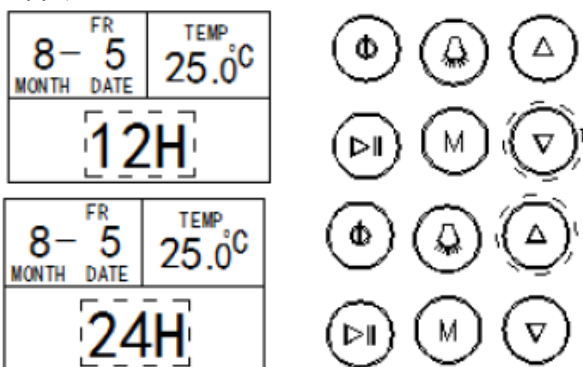 FR
TEMP
8- 5
25.0°C
MONTH DATE
12H
M
FR
TEMP
8- 5
25.0°C
MONTH DATE
24H
M